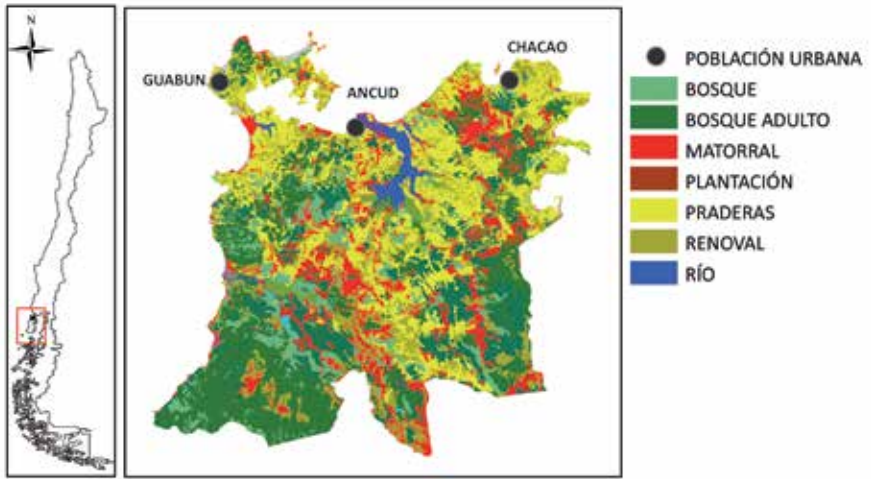 N
GUABUN
ANCUD
CHACAO
POBLACIÓN URBANA
BOSQUE
BOSQUE ADULTO
MATORRAL
PLANTACIÓN
PRADERAS
RENOVAL
RÍO